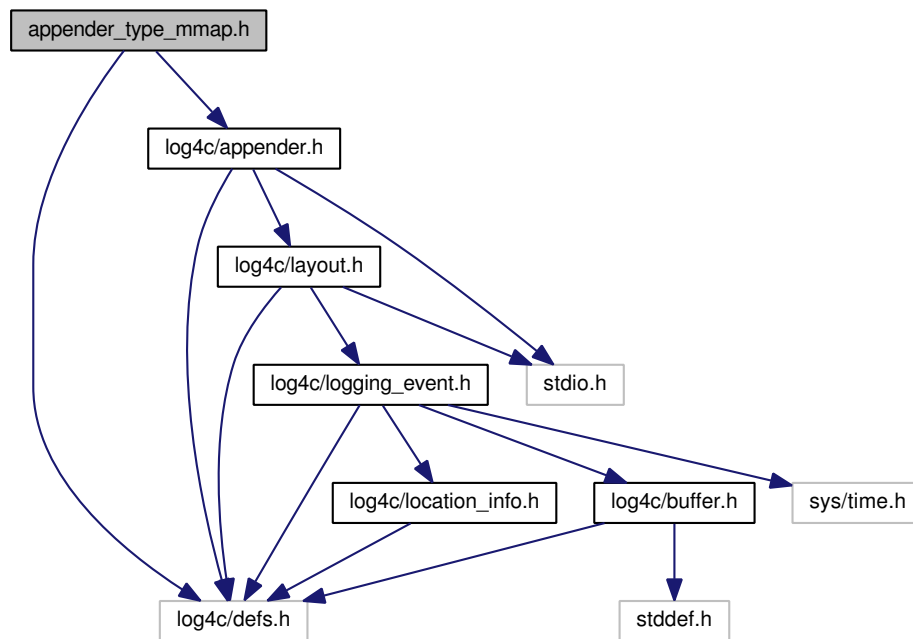 appender_type_mmap.h
log4c/appender.h
log4c/layout.h
log4c/logging_event.h
stdio.h
log4c/location_info.h
log4c/buffer.h
sys/time.h
log4c/defs.h
stddef.h